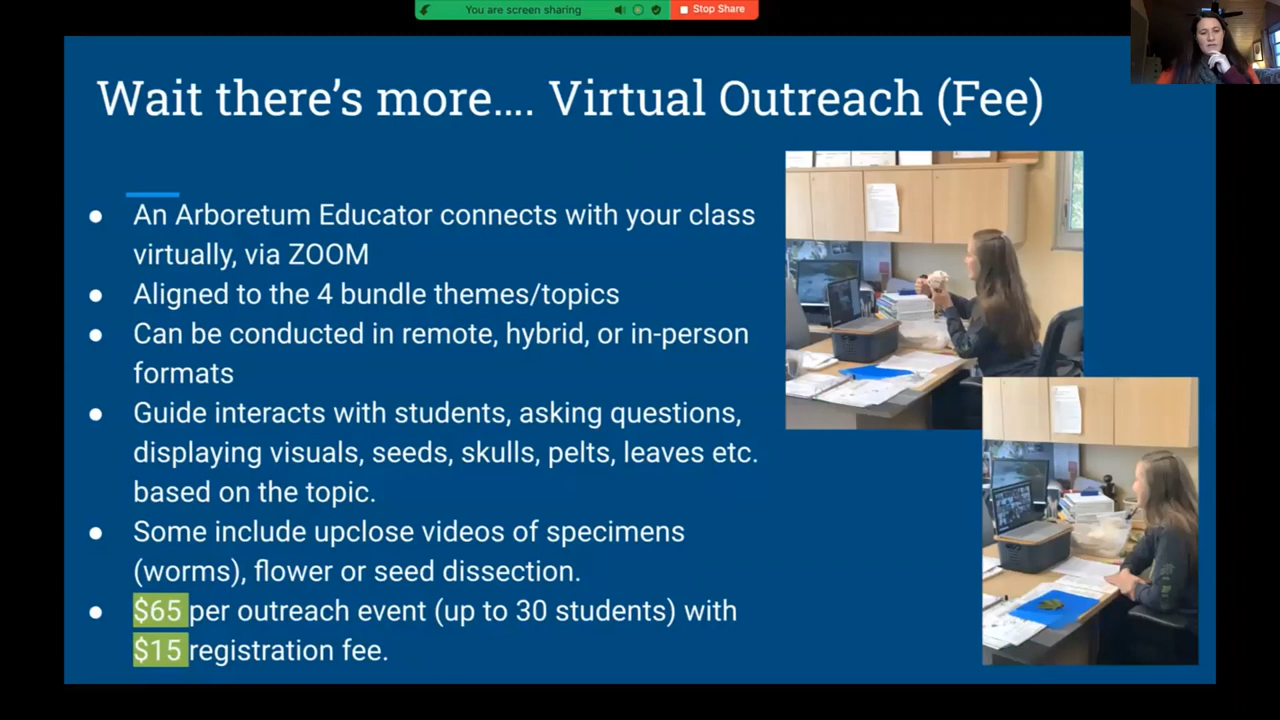 You are screen sharing
Stop Share
Wait there's more…. Virtual Outreach (Fee)
● An Arboretum Educator connects with your class
virtually, via ZOOM
● Aligned to the 4 bundle themes/topics
● Can be conducted in remote, hybrid, or in-person
formats
● Guide interacts with students, asking questions,
displaying visuals, seeds, skulls, pelts, leaves etc.
based on the topic.
● Some include upclose videos of specimens
(worms), flower or seed dissection.
● $65 per outreach event (up to 30 students) with
$15 registration fee.